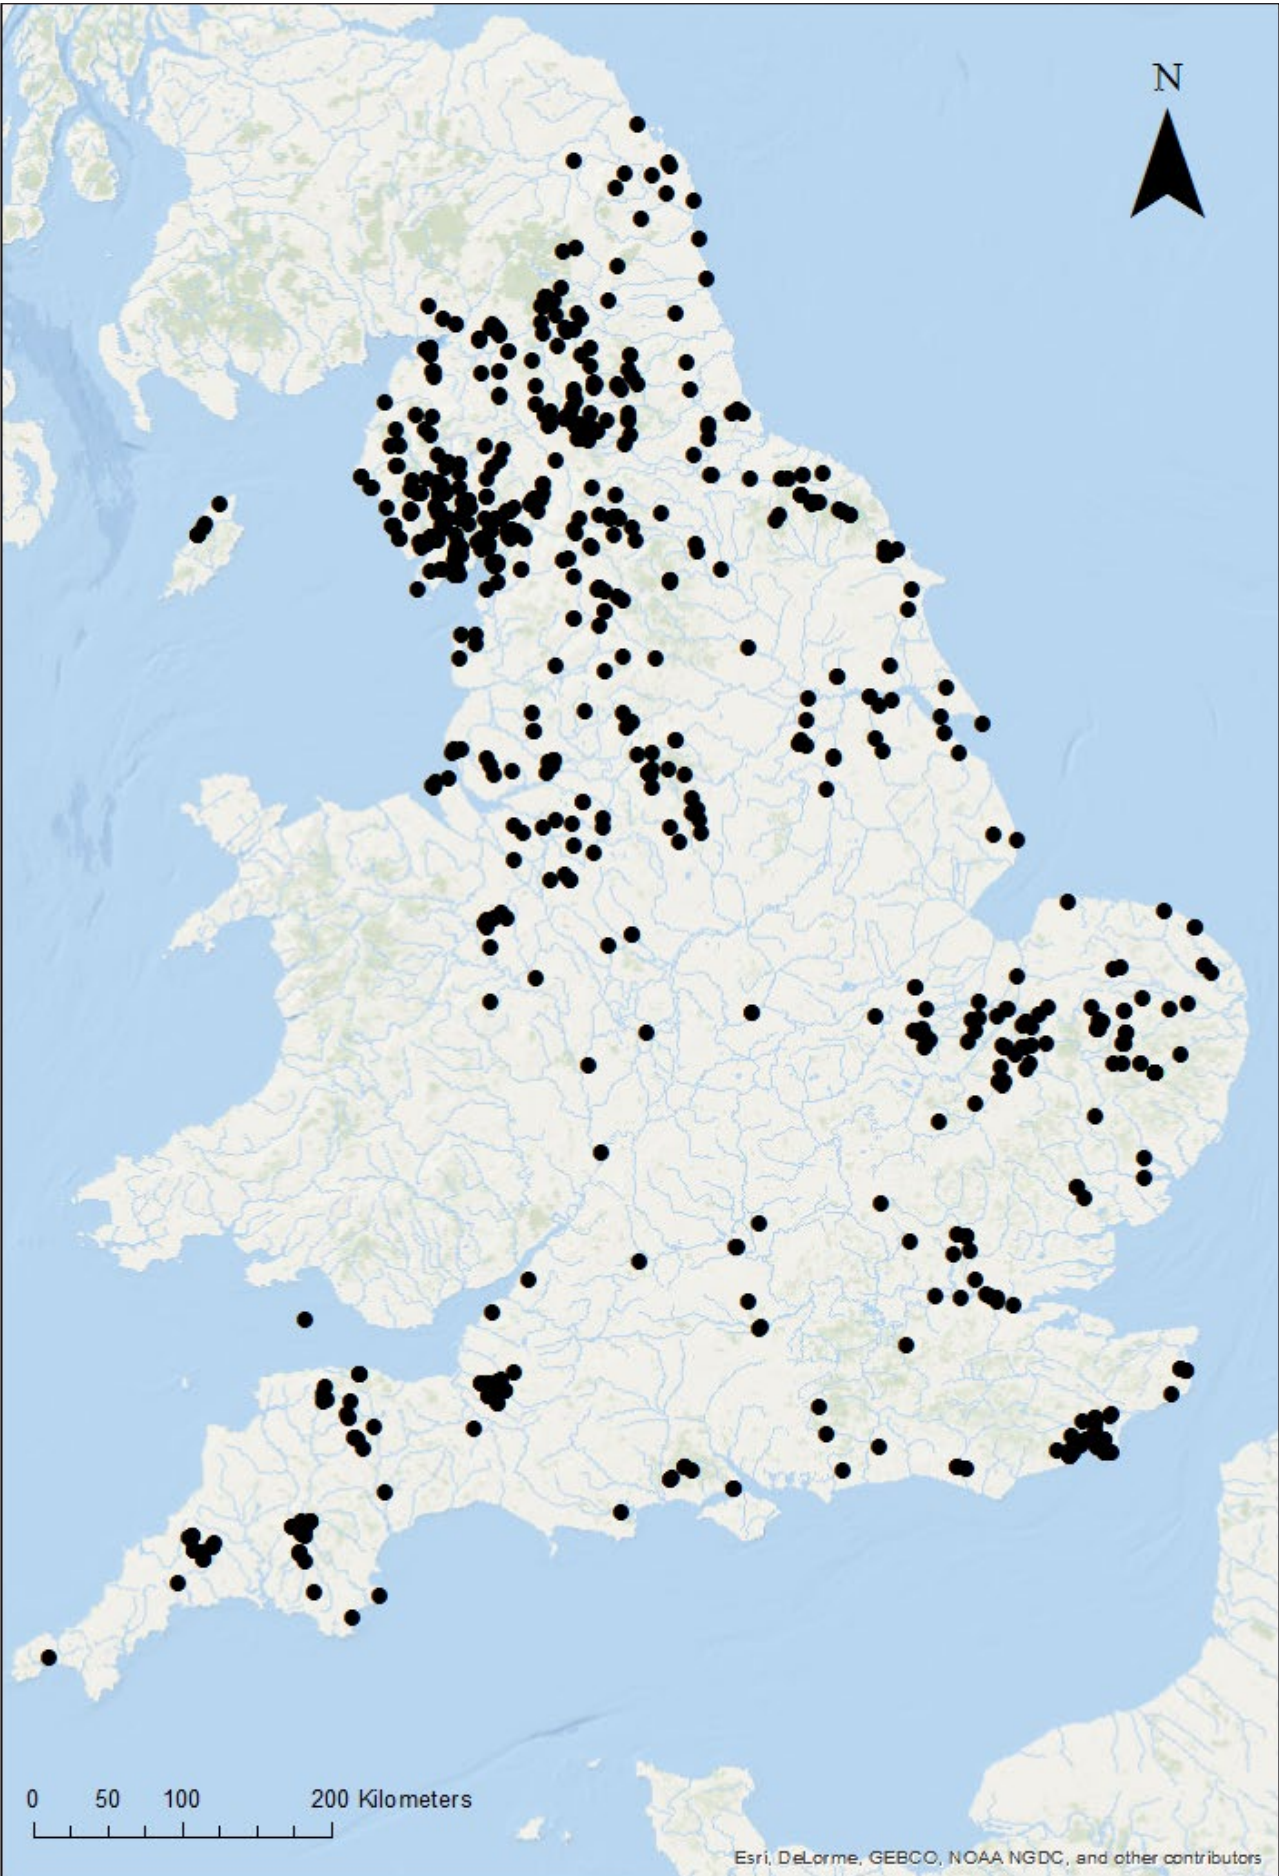 N
0 50 100 200 Kilometers
Esri, DeLorme, GEBCO, NOAA NGDC, and other contributors